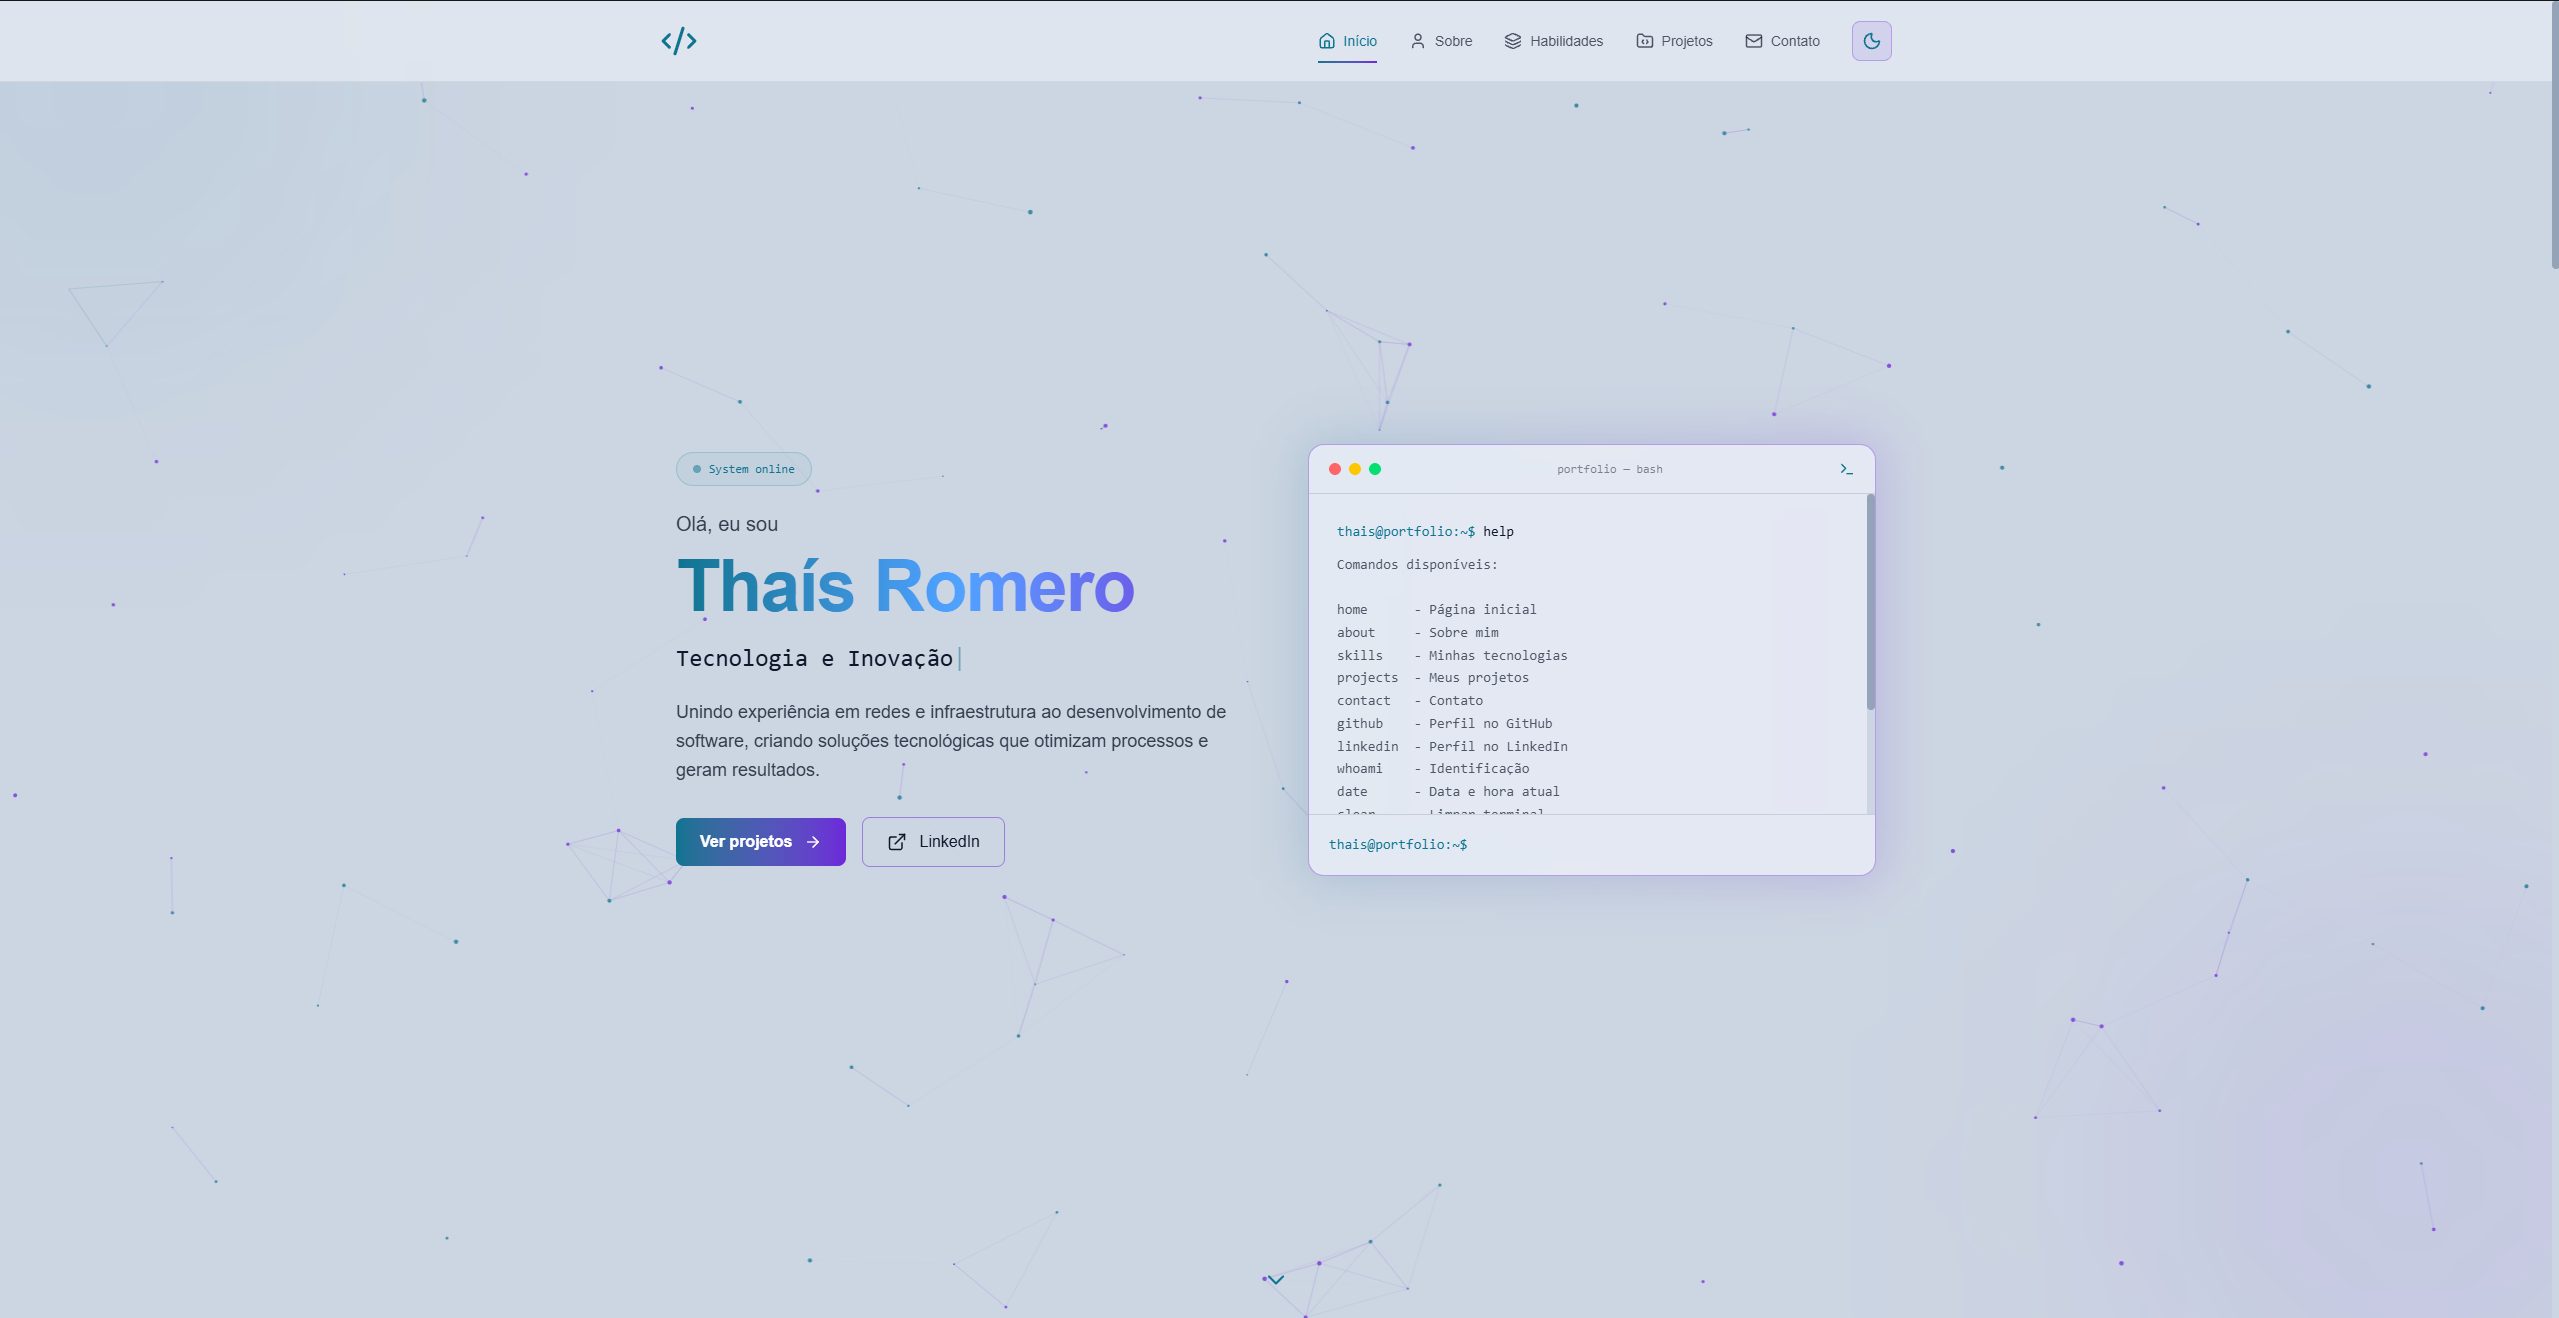 </>
Início
Sobre
Habilidades
Projetos
Contato
System online
Olá, eu sou
Thaís Romero
Tecnologia e Inovação|
Unindo experiência em redes e infraestrutura ao desenvolvimento de
software, criando soluções tecnológicas que otimizam processos e
geram resultados.
Ver projetos →
LinkedIn
portfolio — bash
thais@portfolio:~$ help
Comandos disponíveis:
home - Página inicial
about - Sobre mim
skills - Minhas tecnologias
projects - Meus projetos
contact - Contato
github - Perfil no GitHub
linkedin - Perfil no LinkedIn
whoami - Identificação
date - Data e hora atual
clear - Limpar terminal
thais@portfolio:~$